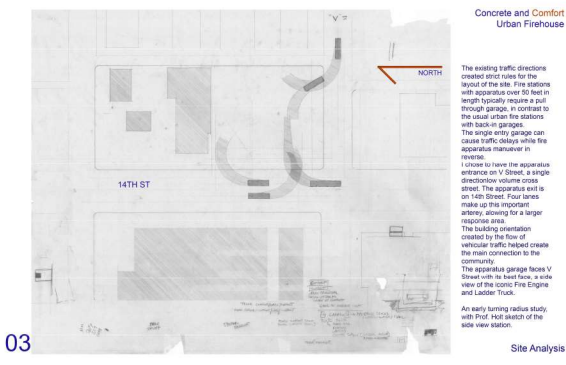 "V"=
Concrete and Comfort
Urban Firehouse
NORTH
The existing traffic directions
created strict rules for the
layout of the site. Fire stations
with apparatus over 50 feet in
length typically require a pull
through garage, in contrast to
the usual urban fire stations
with back-in garages.
The single entry garage can
cause traffic delays while fire
apparatus manuever in
reverse.
I chose to have the apparatus
entrance on V Street, a single
directionlow volume cross
street. The apparatus exit is
on 14th Street. Four lanes
make up this important
arterey, alowing for a larger
response area.
The building orientation
created by the flow of
vehicular traffic helped create
the main connection to the
community.
The apparatus garage faces V
Street with its best face, a side
view of the iconic Fire Engine
and Ladder Truck.
An early turning radius study,
with Prof. Holt sketch of the
side view station.
14TH ST
03
Site Analysis